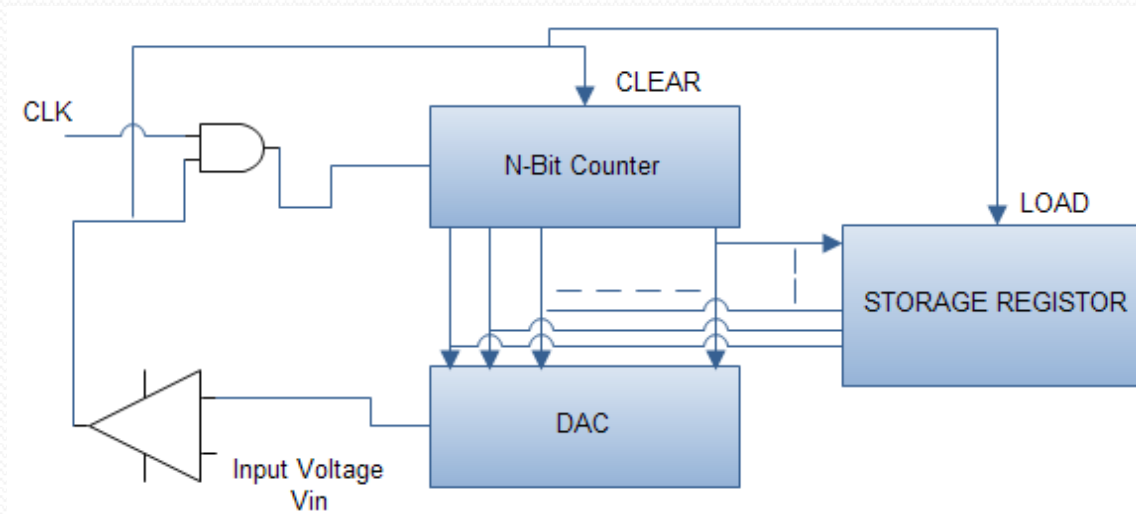 CLEAR
CLK
N-Bit Counter
LOAD
STORAGE REGISTOR
DAC
Input Voltage
Vin